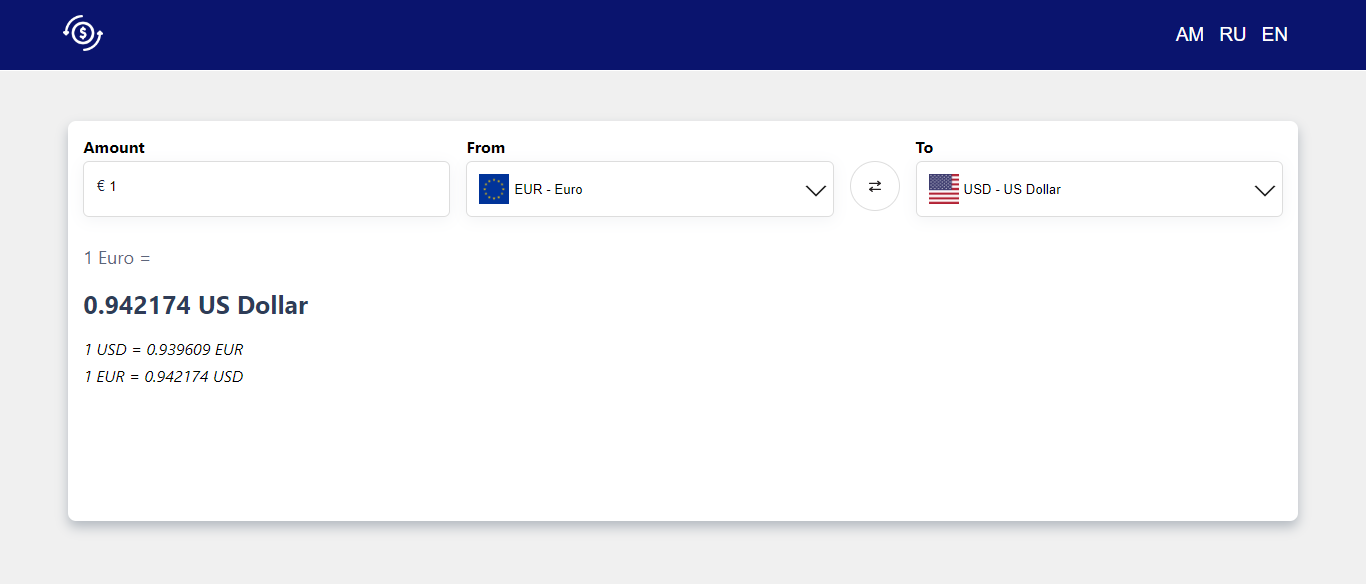 $
AM RU EN
Amount
From
To
€ 1
EUR - Euro
USD - US Dollar
1 Euro =
0.942174 US Dollar
1 USD = 0.939609 EUR
1 EUR = 0.942174 USD